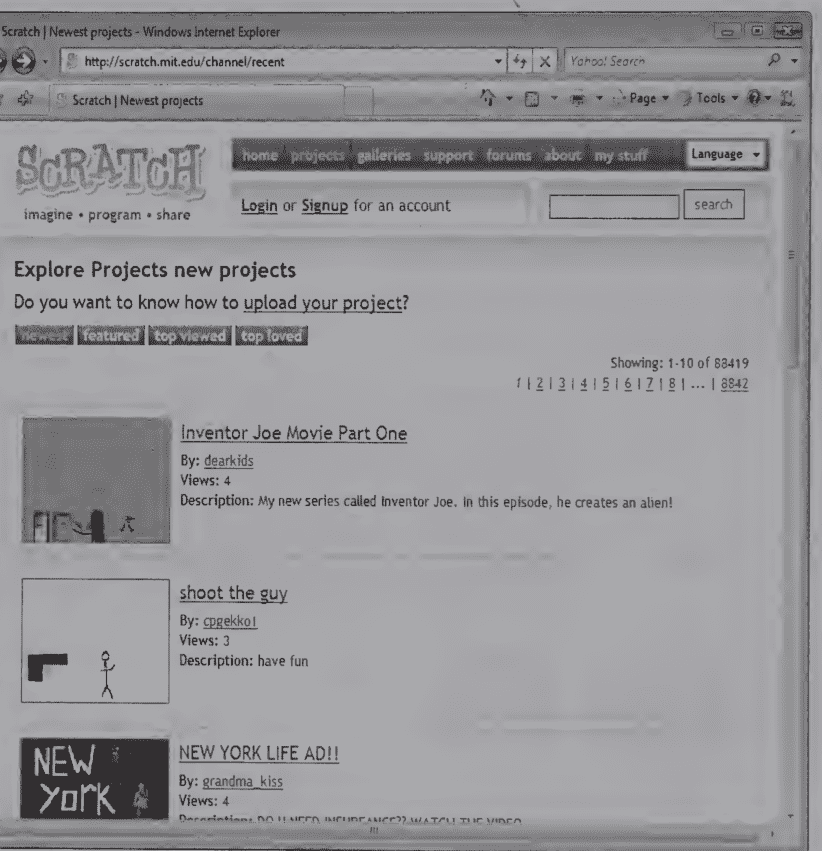 Scratch | Newest projects - Windows Internet Explorer
http://scratch.mit.edu/channel/recent
Yahoo! Search
Scratch | Newest projects
Page
Tools
SCRATCH
home projects galleries support forums about my stuff
Language
imagine • program • share
Login or Signup for an account
search
Explore Projects new projects
Do you want to know how to upload your project?
newest featured top viewed top loved
Showing: 1-10 of 88419
1 | 2 | 3 | 4 | 5 | 6 | 7 | 8 | ... | 8842
Inventor Joe Movie Part One
By: dearkids
Views: 4
Description: My new series called Inventor Joe. In this episode, he creates an alien!
shoot the guy
By: cpgekko1
Views: 3
Description: have fun
NEW YORK LIFE AD!!
NEW
YORK
By: grandma_kiss
Views: 4